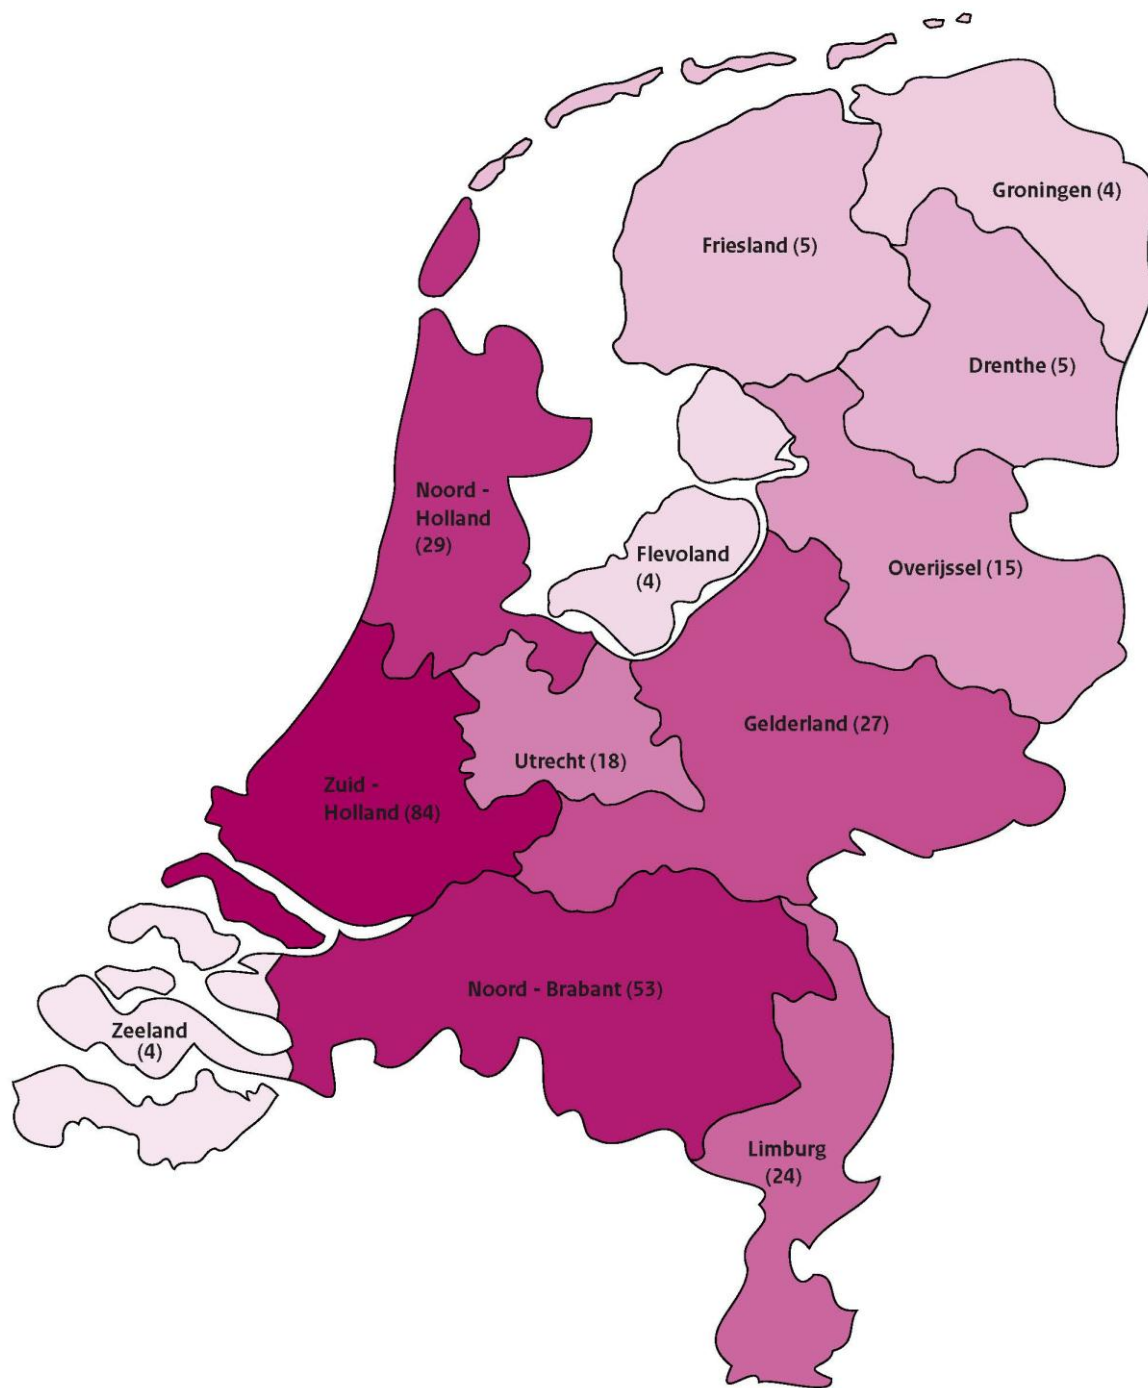 Groningen (4)
Friesland (5)
Drenthe (5)
Noord -
Holland
(29)
Flevoland
(4)
Overijssel (15)
Gelderland (27)
Utrecht (18)
Zuid -
Holland (84)
Noord - Brabant (53)
Zeeland
(4)
Limburg
(24)